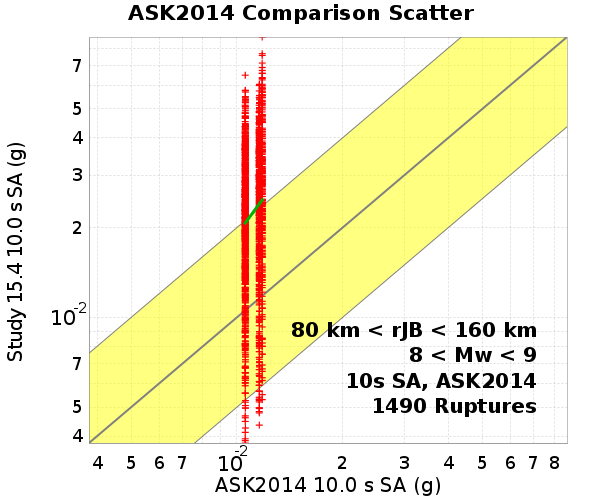 ASK2014 Comparison Scatter
7
5
4
3
2
10-2
7
5
4
Study 15.4 10.0 s SA (g)
80 km < rJB < 160 km
8 < Mw < 9
10s SA, ASK2014
1490 Ruptures
4 5 6 7 10-2 2 3 4 5 6 7 8
ASK2014 10.0 s SA (g)